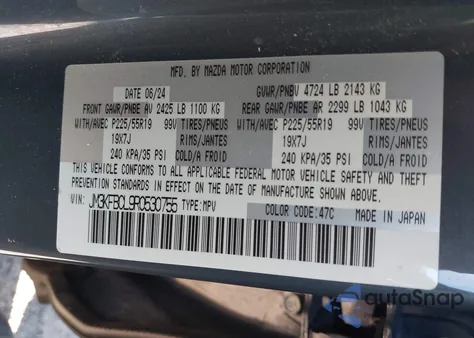 MFD. BY MAZDA MOTOR CORPORATION
DATE 06/24 GVWR/PNBV 4724 LB 2143 KG
FRONT GAWR/PNBE AV 2425 LB 1100 KG REAR GAWR/PNBE AR 2299 LB 1043 KG
WITH/AVEC P225/55R19 99V TIRES/PNEUS WITH/AVEC P225/55R19 99V TIRES/PNEUS
19X7J RIMS/JANTES 19X7J RIMS/JANTES
240 KPA/35 PSI COLD/A FROID 240 KPA/35 PSI COLD/A FROID
THIS VEHICLE CONFORMS TO ALL APPLICABLE FEDERAL MOTOR VEHICLE SAFETY AND THEFT
PREVENTION STANDARDS IN EFFECT ON THE DATE OF MANUFACTURE SHOWN ABOVE.
VIN: JM3KFBCL9R0530755 TYPE: MPV COLOR CODE: 47C MADE IN JAPAN
autoSnap